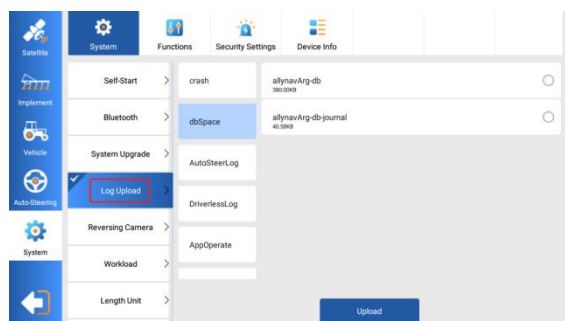 Satellite
Implement
Vehicle
Auto-Steering
System
System
Functions
Security Settings
Device Info
Self-Start
Bluetooth
System Upgrade
Log Upload
Reversing Camera
Workload
Length Unit
crash
dbSpace
AutoSteerLog
DriverlessLog
AppOperate
allynavArg-db
380.00KB
allynavArg-db-journal
40.58KB
Upload